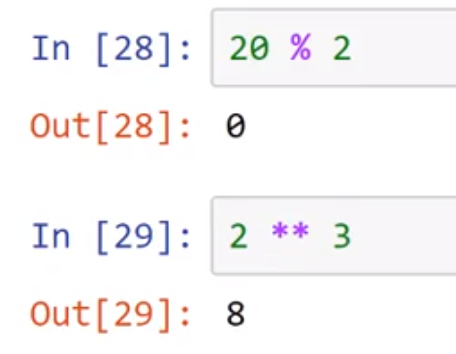 In [28]: 20 % 2
Out[28]: 0
In [29]: 2 ** 3
Out[29]: 8